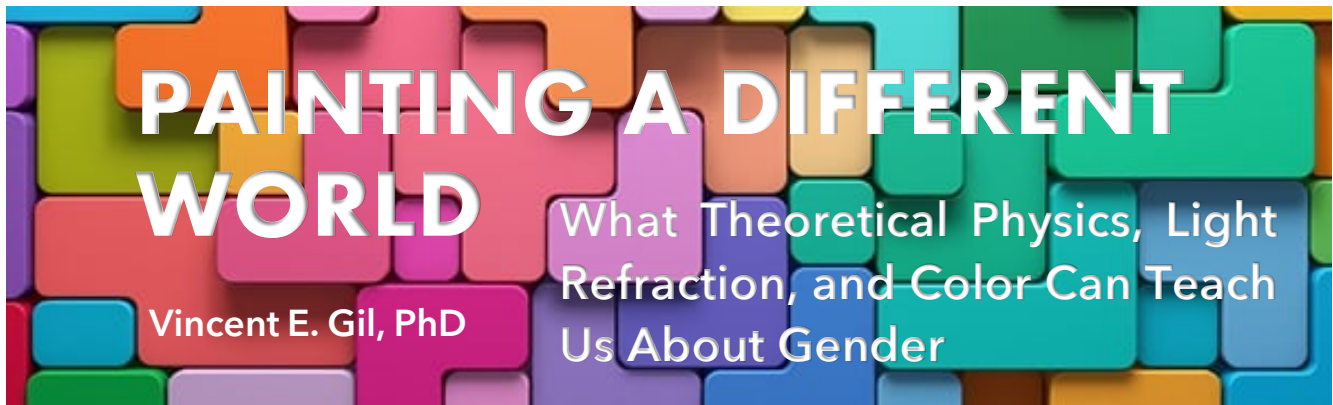 PAINTING A DIFFERENT
WORLD
What Theoretical Physics, Light
Refraction, and Color Can Teach
Us About Gender
Vincent E. Gil, PhD